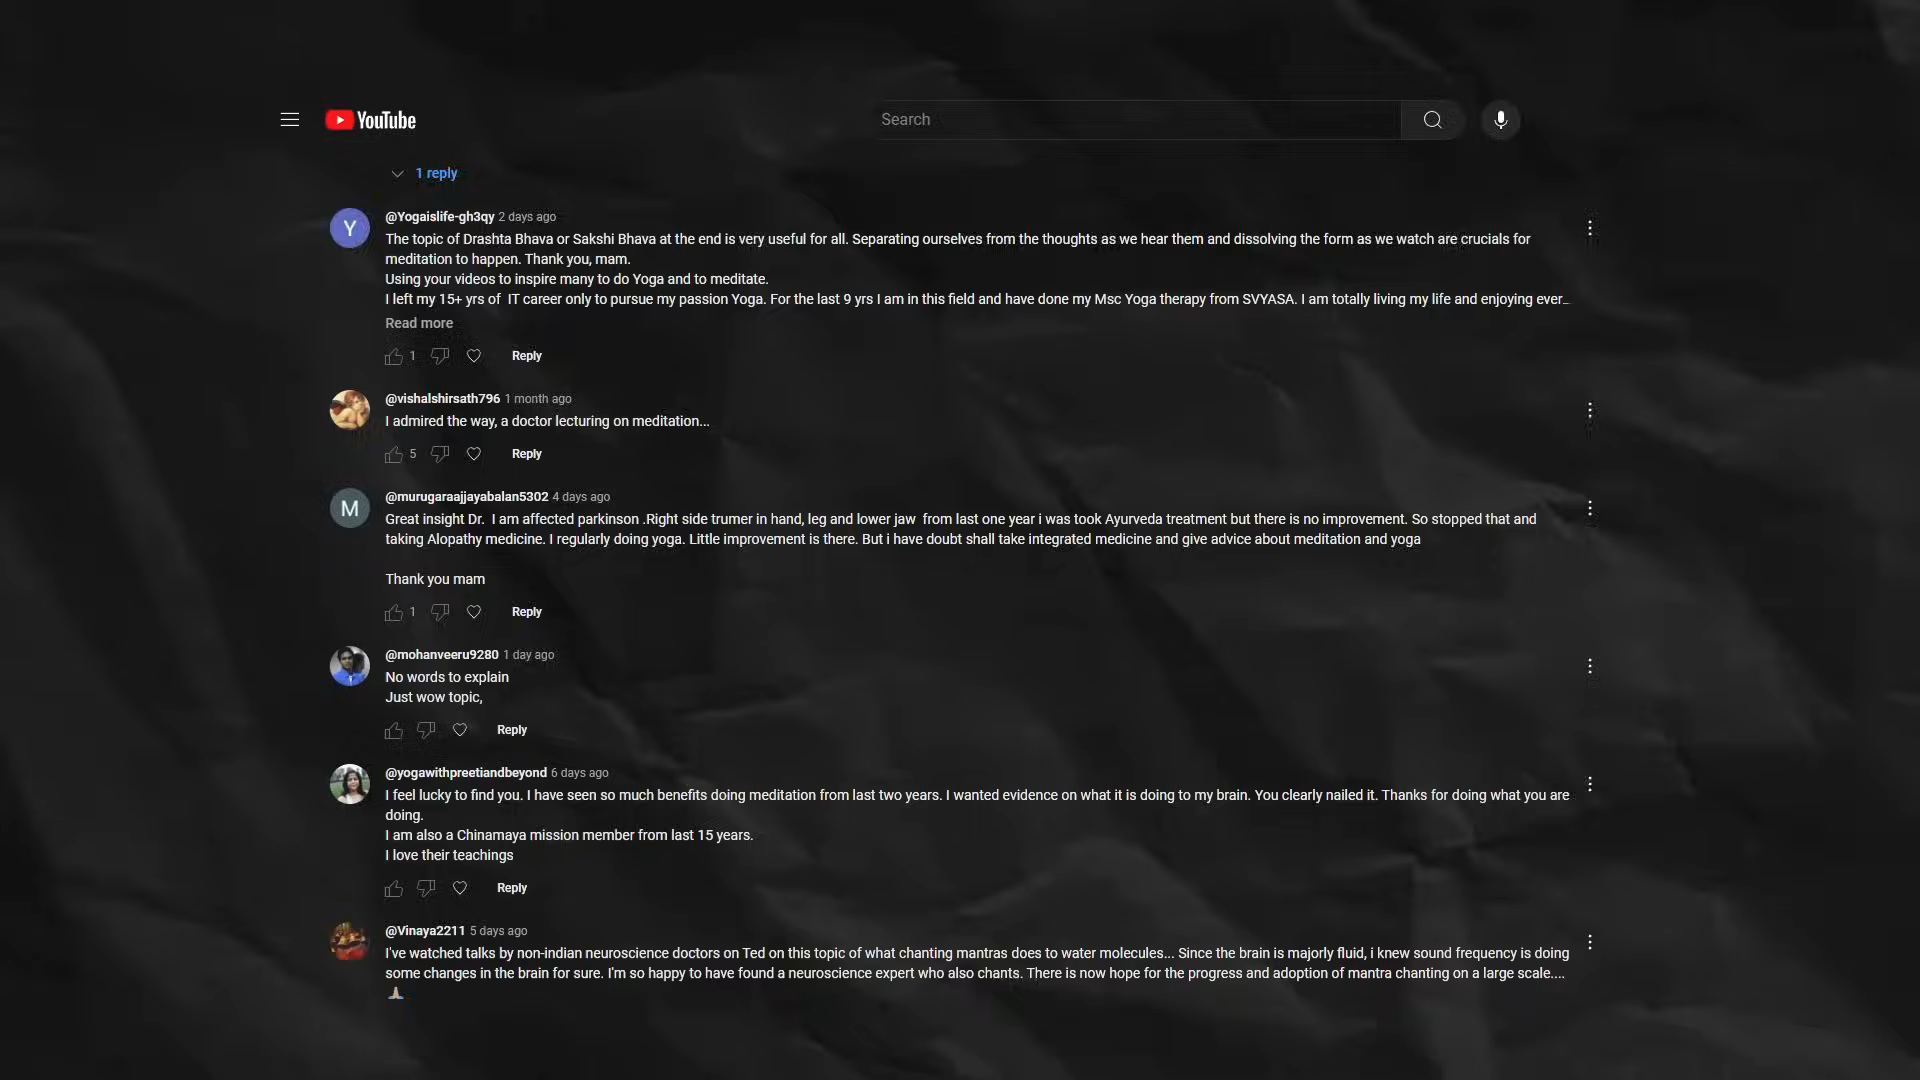 YouTube
Search
1 reply
Y
@Yogaislife-gh3qy 2 days ago
The topic of Drashta Bhava or Sakshi Bhava at the end is very useful for all. Separating ourselves from the thoughts as we hear them and dissolving the form as we watch are crucials for
meditation to happen. Thank you, mam.
Using your videos to inspire many to do Yoga and to meditate.
I left my 15+ yrs of  IT career only to pursue my passion Yoga. For the last 9 yrs I am in this field and have done my Msc Yoga therapy from SVYASA. I am totally living my life and enjoying ever...
Read more
1 Reply
@vishalshirsath796 1 month ago
I admired the way, a doctor lecturing on meditation...
5 Reply
M
@murugaraajjayabalan5302 4 days ago
Great insight Dr.  I am affected parkinson .Right side trumer in hand, leg and lower jaw  from last one year i was took Ayurveda treatment but there is no improvement. So stopped that and
taking Alopathy medicine. I regularly doing yoga. Little improvement is there. But i have doubt shall take integrated medicine and give advice about meditation and yoga
Thank you mam
1 Reply
@mohanveeru9280 1 day ago
No words to explain
Just wow topic,
Reply
@yogawithpreetiandbeyond 6 days ago
I feel lucky to find you. I have seen so much benefits doing meditation from last two years. I wanted evidence on what it is doing to my brain. You clearly nailed it. Thanks for doing what you are
doing.
I am also a Chinamaya mission member from last 15 years.
I love their teachings
Reply
@Vinaya2211 5 days ago
I've watched talks by non-indian neuroscience doctors on Ted on this topic of what chanting mantras does to water molecules... Since the brain is majorly fluid, i knew sound frequency is doing
some changes in the brain for sure. I'm so happy to have found a neuroscience expert who also chants. There is now hope for the progress and adoption of mantra chanting on a large scale....